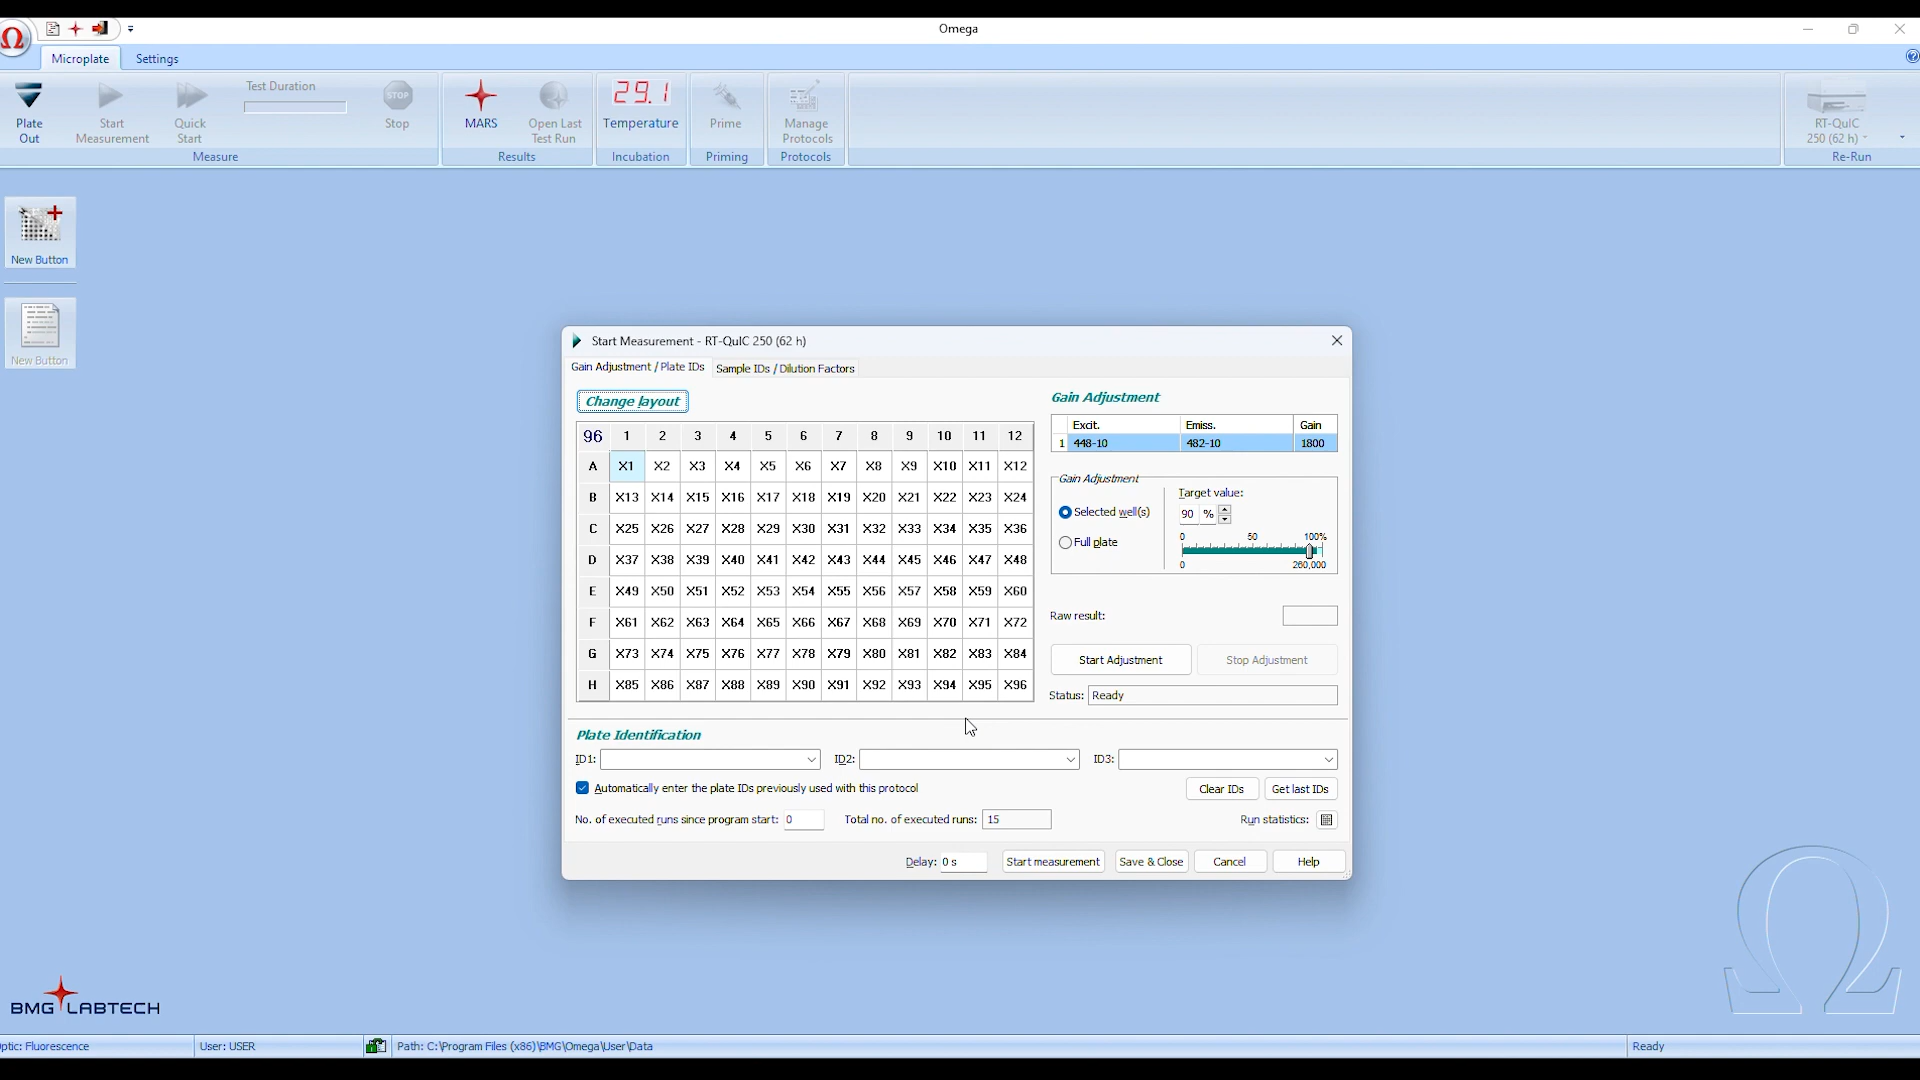 Omega
Microplate Settings
Plate Out
Start Measurement
Quick Start
Test Duration
STOP
Stop
Measure
MARS
Open Last Test Run
Results
29.1
Temperature
Incubation
Prime
Priming
Manage Protocols
Protocols
RT-QuIC 250 (62 h)
Re-Run
New Button
New Button
Start Measurement - RT-QuIC 250 (62 h)
Gain Adjustment / Plate IDs Sample IDs / Dilution Factors
Change layout
96 1 2 3 4 5 6 7 8 9 10 11 12
A X1 X2 X3 X4 X5 X6 X7 X8 X9 X10 X11 X12
B X13 X14 X15 X16 X17 X18 X19 X20 X21 X22 X23 X24
C X25 X26 X27 X28 X29 X30 X31 X32 X33 X34 X35 X36
D X37 X38 X39 X40 X41 X42 X43 X44 X45 X46 X47 X48
E X49 X50 X51 X52 X53 X54 X55 X56 X57 X58 X59 X60
F X61 X62 X63 X64 X65 X66 X67 X68 X69 X70 X71 X72
G X73 X74 X75 X76 X77 X78 X79 X80 X81 X82 X83 X84
H X85 X86 X87 X88 X89 X90 X91 X92 X93 X94 X95 X96
Gain Adjustment
Excit. Emiss. Gain
1 448-10 482-10 1800
Gain Adjustment
Selected well(s)
Full plate
Target value:
90 %
0 50 100%
0 260,000
Raw result:
Start Adjustment Stop Adjustment
Status: Ready
Plate Identification
ID1: ID2: ID3:
Automatically enter the plate IDs previously used with this protocol
Clear IDs Get last IDs
No. of executed runs since program start: 0 Total no. of executed runs: 15 Run statistics:
Delay: 0 s Start measurement Save & Close Cancel Help
BMG LABTECH
ptic: Fluorescence User: USER Path: C:\Program Files (x86)\BMG\Omega\User\Data Ready